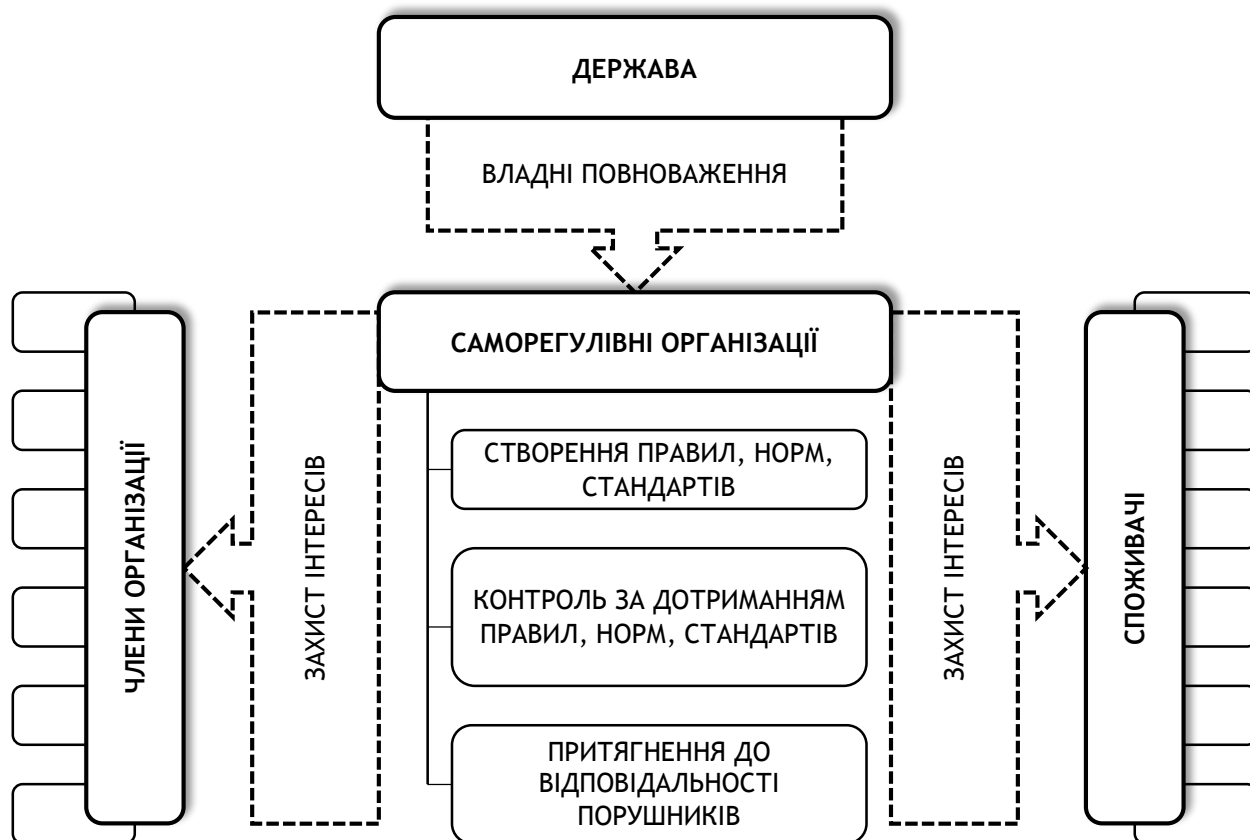 ДЕРЖАВА
ВЛАДНІ ПОВНОВАЖЕННЯ
САМОРЕГУЛІВНІ ОРГАНІЗАЦІЇ
ЧЛЕНИ ОРГАНІЗАЦІЇ
ЗАХИСТ ІНТЕРЕСІВ
СТВОРЕННЯ ПРАВИЛ, НОРМ,
СТАНДАРТІВ
КОНТРОЛЬ ЗА ДОТРИМАННЯМ
ПРАВИЛ, НОРМ, СТАНДАРТІВ
ПРИТЯГНЕННЯ ДО
ВІДПОВІДАЛЬНОСТІ
ПОРУШНИКІВ
ЗАХИСТ ІНТЕРЕСІВ
СПОЖИВАЧІ